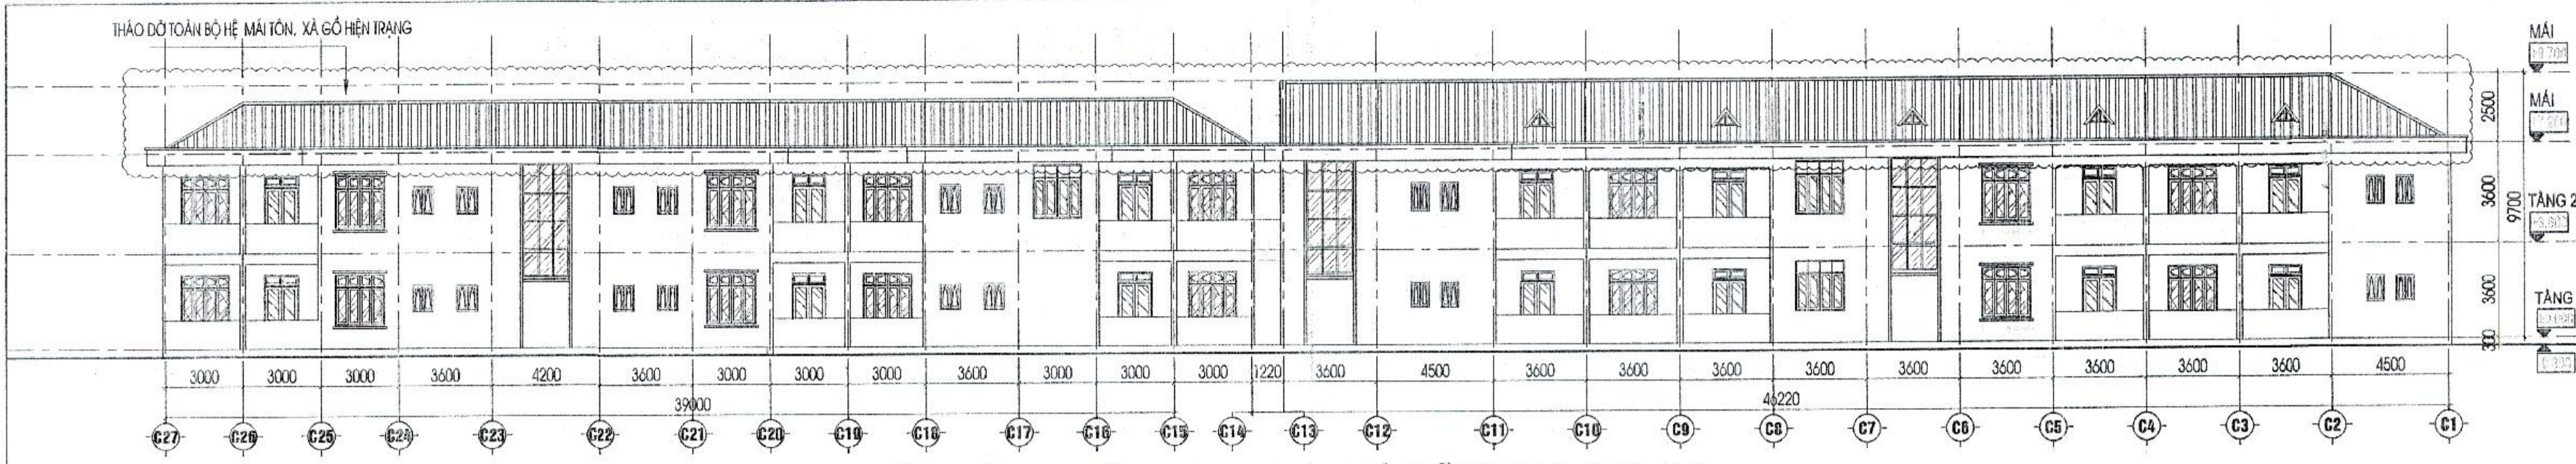 THÁO DỠ TOÀN BỘ HỆ MÁI TÔN, XÀ GỒ HIỆN TRẠNG
MÁI
MÁI
TẦNG 2
TẦNG
2500
3600
3600
300
9700
3000 3000 3000 3600 4200 3600 3000 3000 3000 3600 3000 3000 3000 1220 3600 4500 3600 3600 3600 3600 3600 3600 3600 3600 3600 4500
39000 46220
C27 C26 C25 C24 C23 C22 C21 C20 C19 C18 C17 C16 C15 C14 C13 C12 C11 C10 C9 C8 C7 C6 C5 C4 C3 C2 C1